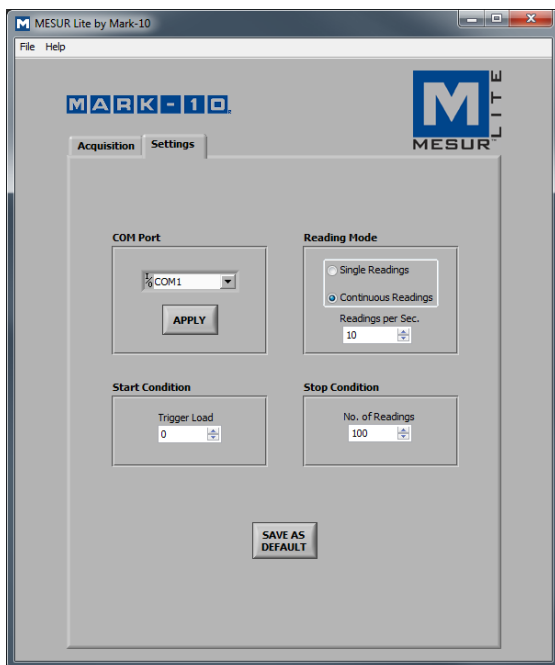 MESUR Lite by Mark-10
File Help
MARK-10
M
MESUR™
LITE
Acquisition Settings
COM Port
COM1
APPLY
Reading Mode
Single Readings
Continuous Readings
Readings per Sec.
10
Start Condition
Trigger Load
0
Stop Condition
No. of Readings
100
SAVE AS
DEFAULT